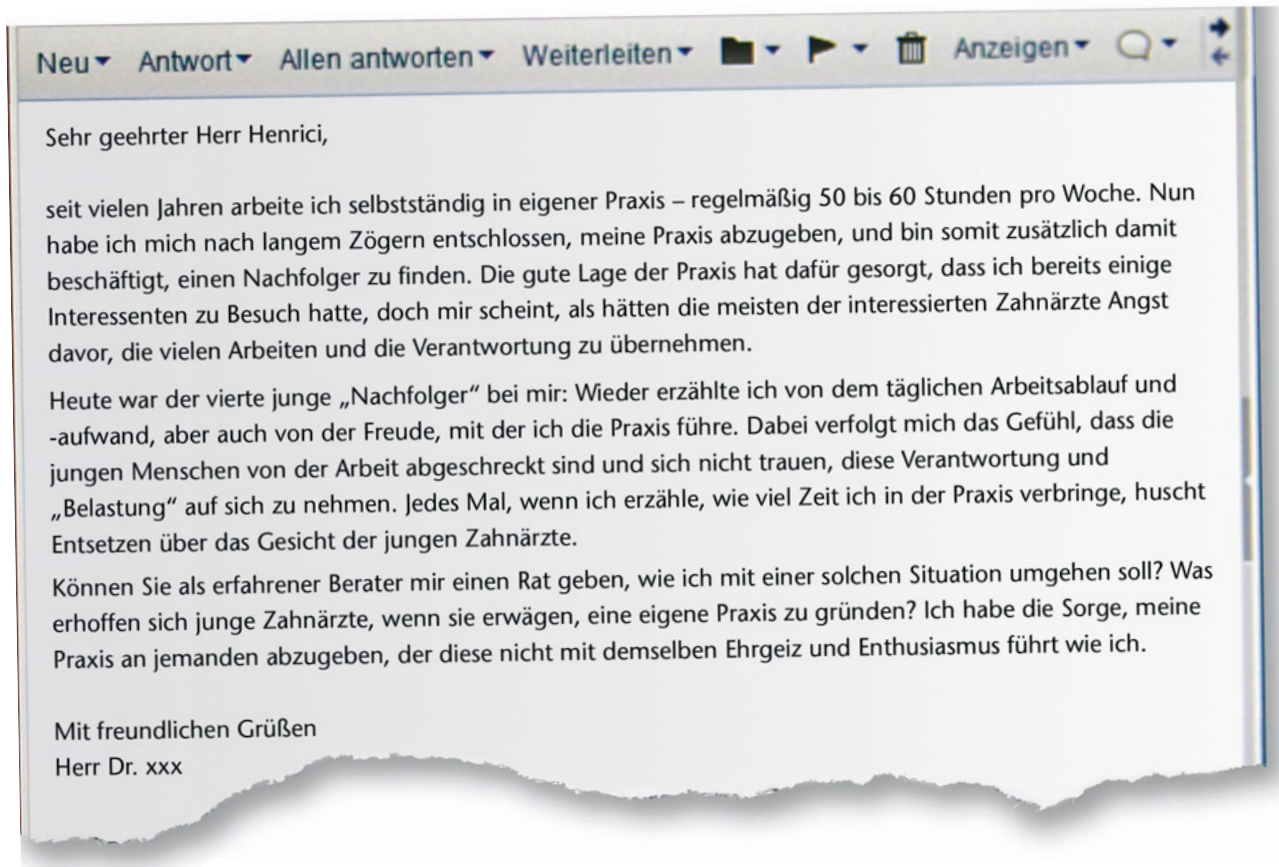 Neu Antwort Allen antworten Weiterleiten Anzeigen
Sehr geehrter Herr Henrici,
seit vielen Jahren arbeite ich selbstständig in eigener Praxis – regelmäßig 50 bis 60 Stunden pro Woche. Nun
habe ich mich nach langem Zögern entschlossen, meine Praxis abzugeben, und bin somit zusätzlich damit
beschäftigt, einen Nachfolger zu finden. Die gute Lage der Praxis hat dafür gesorgt, dass ich bereits einige
Interessenten zu Besuch hatte, doch mir scheint, als hätten die meisten der interessierten Zahnärzte Angst
davor, die vielen Arbeiten und die Verantwortung zu übernehmen.
Heute war der vierte junge „Nachfolger“ bei mir: Wieder erzählte ich von dem täglichen Arbeitsablauf und
-aufwand, aber auch von der Freude, mit der ich die Praxis führe. Dabei verfolgt mich das Gefühl, dass die
jungen Menschen von der Arbeit abgeschreckt sind und sich nicht trauen, diese Verantwortung und
„Belastung“ auf sich zu nehmen. Jedes Mal, wenn ich erzähle, wie viel Zeit ich in der Praxis verbringe, huscht
Entsetzen über das Gesicht der jungen Zahnärzte.
Können Sie als erfahrener Berater mir einen Rat geben, wie ich mit einer solchen Situation umgehen soll? Was
erhoffen sich junge Zahnärzte, wenn sie erwägen, eine eigene Praxis zu gründen? Ich habe die Sorge, meine
Praxis an jemanden abzugeben, der diese nicht mit demselben Ehrgeiz und Enthusiasmus führt wie ich.
Mit freundlichen Grüßen
Herr Dr. xxx